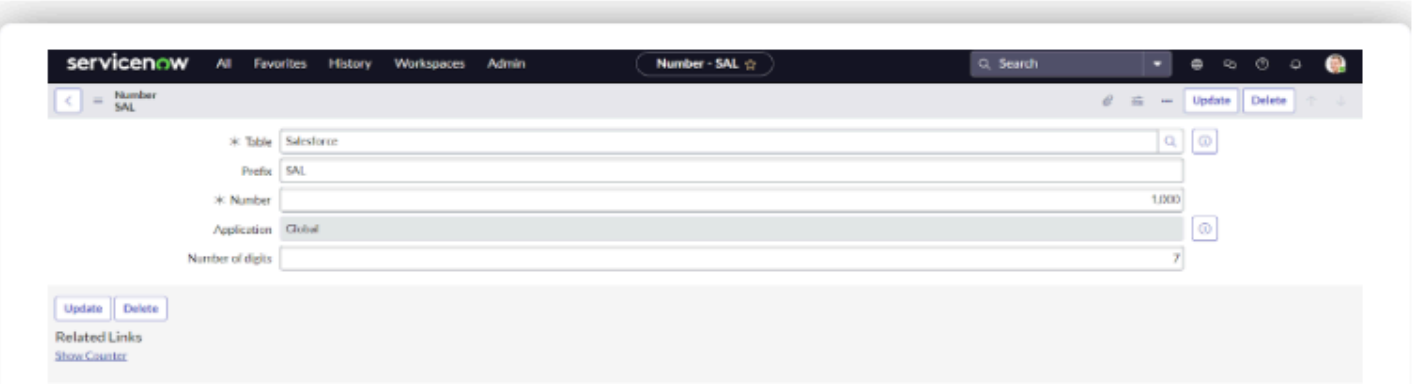 servicenow All Favorites History Workspaces Admin Number - SAL ☆ Search
Number
SAL
Update Delete
* Table Salesforce
Prefix SAL
* Number 1,000
Application Global
Number of digits 7
Update Delete
Related Links
Show Counter